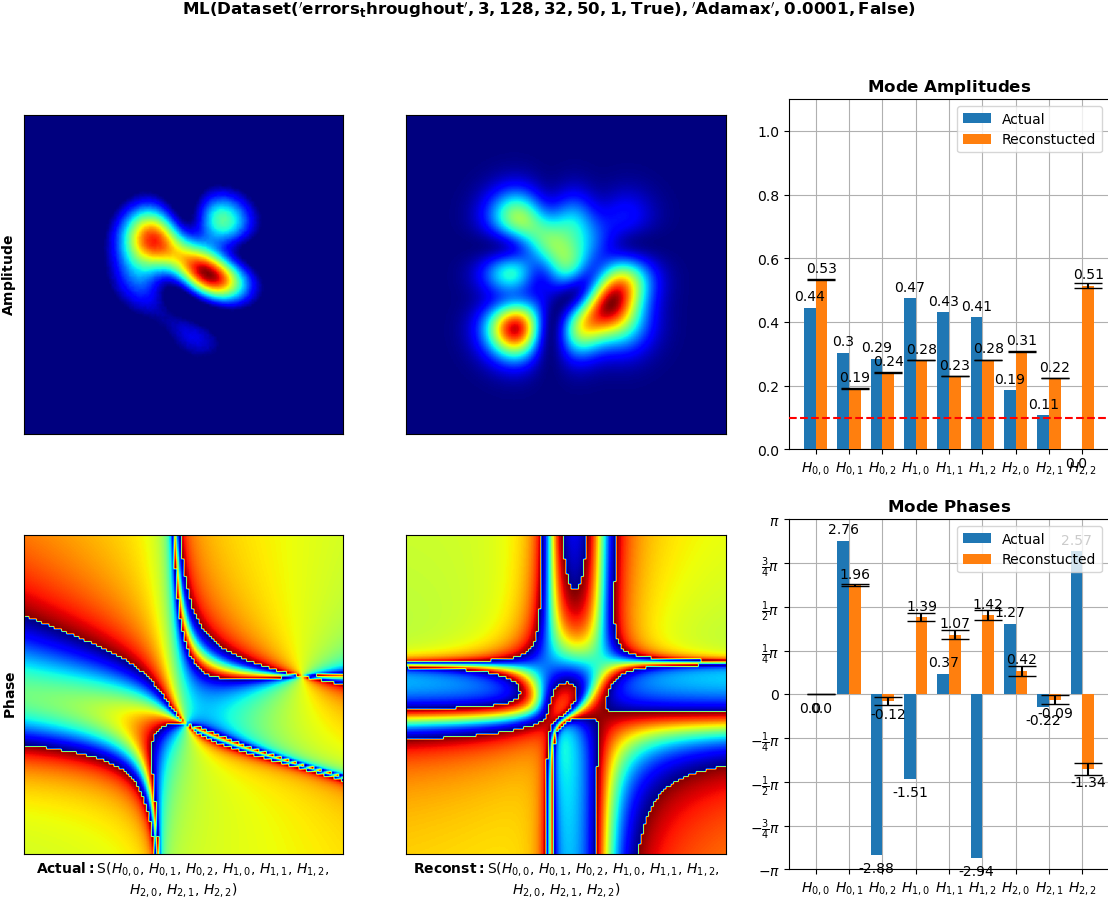 ML(Dataset('errors_throughout', 3, 128, 32, 50, 1, True), 'Adamax', 0.0001, False)
Amplitude
Mode Amplitudes
Actual
Reconstucted
1.0
0.8
0.6
0.4
0.2
0.0
0.44 0.53 0.3 0.19 0.29 0.24 0.47 0.28 0.43 0.23 0.41 0.28 0.19 0.31 0.11 0.22 0.0 0.51
H0,0 H0,1 H0,2 H1,0 H1,1 H1,2 H2,0 H2,1 H2,2
Phase
Mode Phases
Actual
Reconstucted
π
3/4π
1/2π
1/4π
0
−1/4π
−1/2π
−3/4π
−π
0.0 0.0 2.76 1.96 -2.88 -0.12 -1.51 1.39 0.37 1.07 -2.94 1.42 1.27 0.42 -0.22 -0.09 2.57 -1.34
H0,0 H0,1 H0,2 H1,0 H1,1 H1,2 H2,0 H2,1 H2,2
Actual: S(H0,0, H0,1, H0,2, H1,0, H1,1, H1,2,
H2,0, H2,1, H2,2)
Reconst: S(H0,0, H0,1, H0,2, H1,0, H1,1, H1,2,
H2,0, H2,1, H2,2)